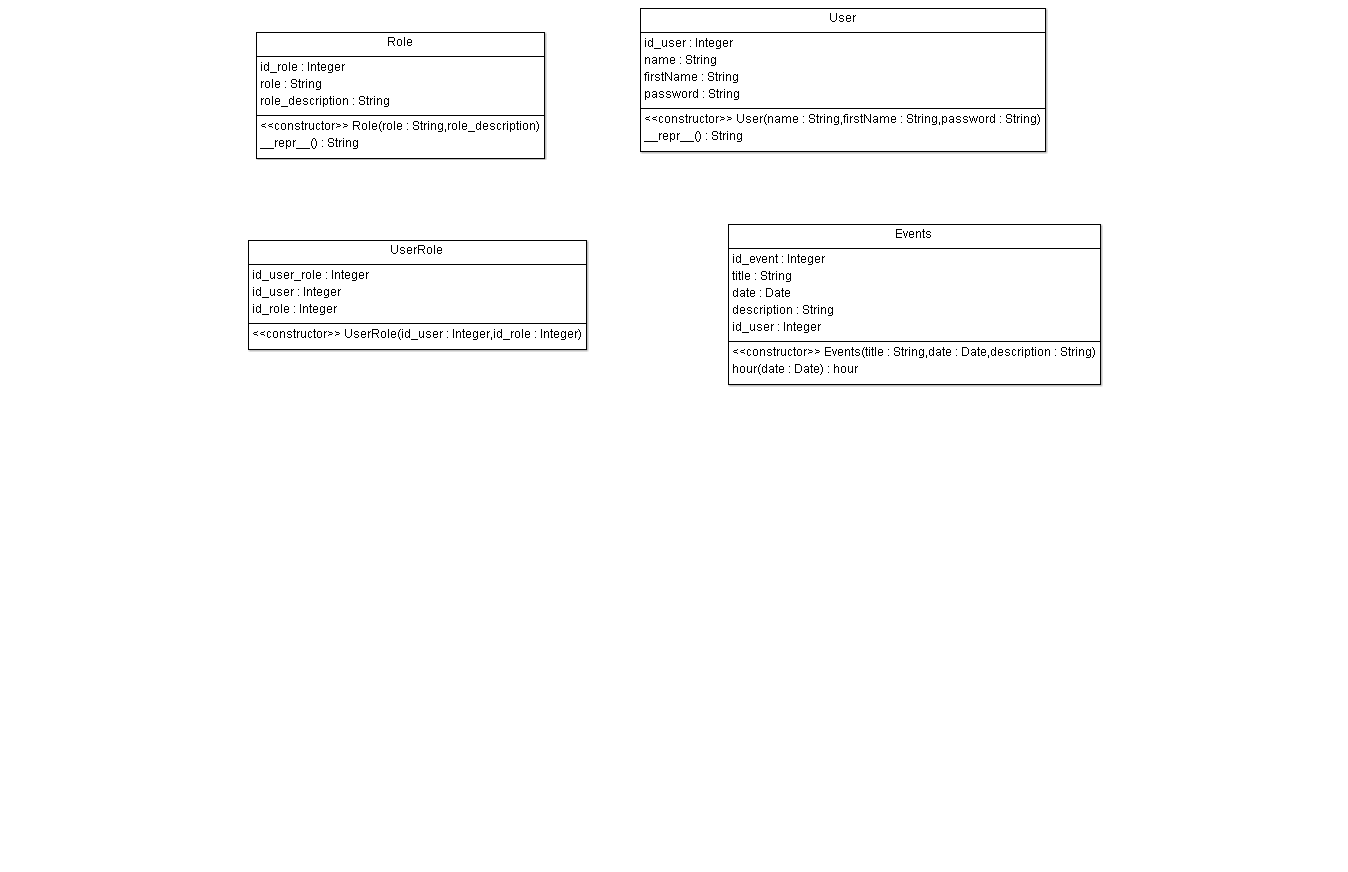 Role
id_role : Integer
role : String
role_description : String
<<constructor>> Role(role : String,role_description)
__repr__() : String
User
id_user : Integer
name : String
firstName : String
password : String
<<constructor>> User(name : String,firstName : String,password : String)
__repr__() : String
UserRole
id_user_role : Integer
id_user : Integer
id_role : Integer
<<constructor>> UserRole(id_user : Integer,id_role : Integer)
Events
id_event : Integer
title : String
date : Date
description : String
id_user : Integer
<<constructor>> Events(title : String,date : Date,description : String)
hour(date : Date) : hour